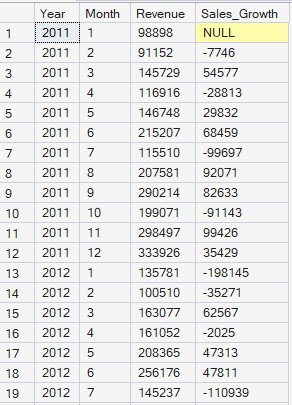 Year Month Revenue Sales_Growth
1 2011 1 98898 NULL
2 2011 2 91152 -7746
3 2011 3 145729 54577
4 2011 4 116916 -28813
5 2011 5 146748 29832
6 2011 6 215207 68459
7 2011 7 115510 -99697
8 2011 8 207581 92071
9 2011 9 290214 82633
10 2011 10 199071 -91143
11 2011 11 298497 99426
12 2011 12 333926 35429
13 2012 1 135781 -198145
14 2012 2 100510 -35271
15 2012 3 163077 62567
16 2012 4 161052 -2025
17 2012 5 208365 47313
18 2012 6 256176 47811
19 2012 7 145237 -110939